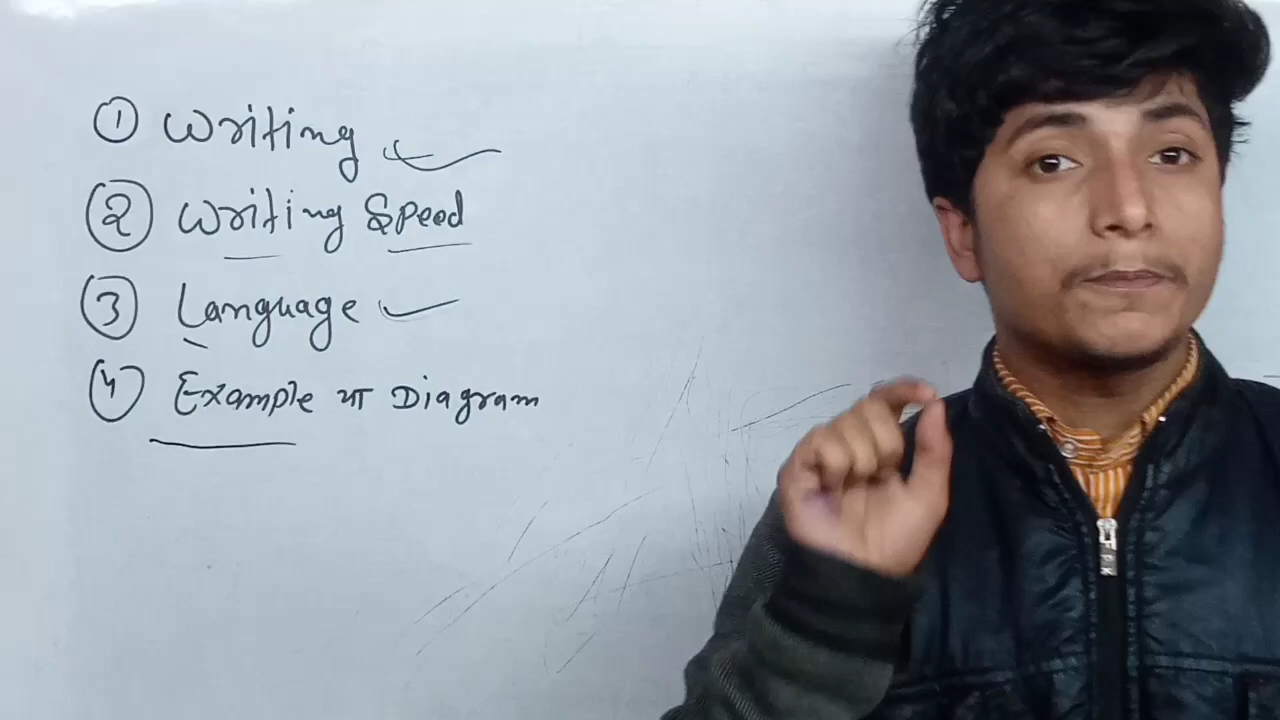 ① Writing
② Writing Speed
③ Language
④ Example या Diagram